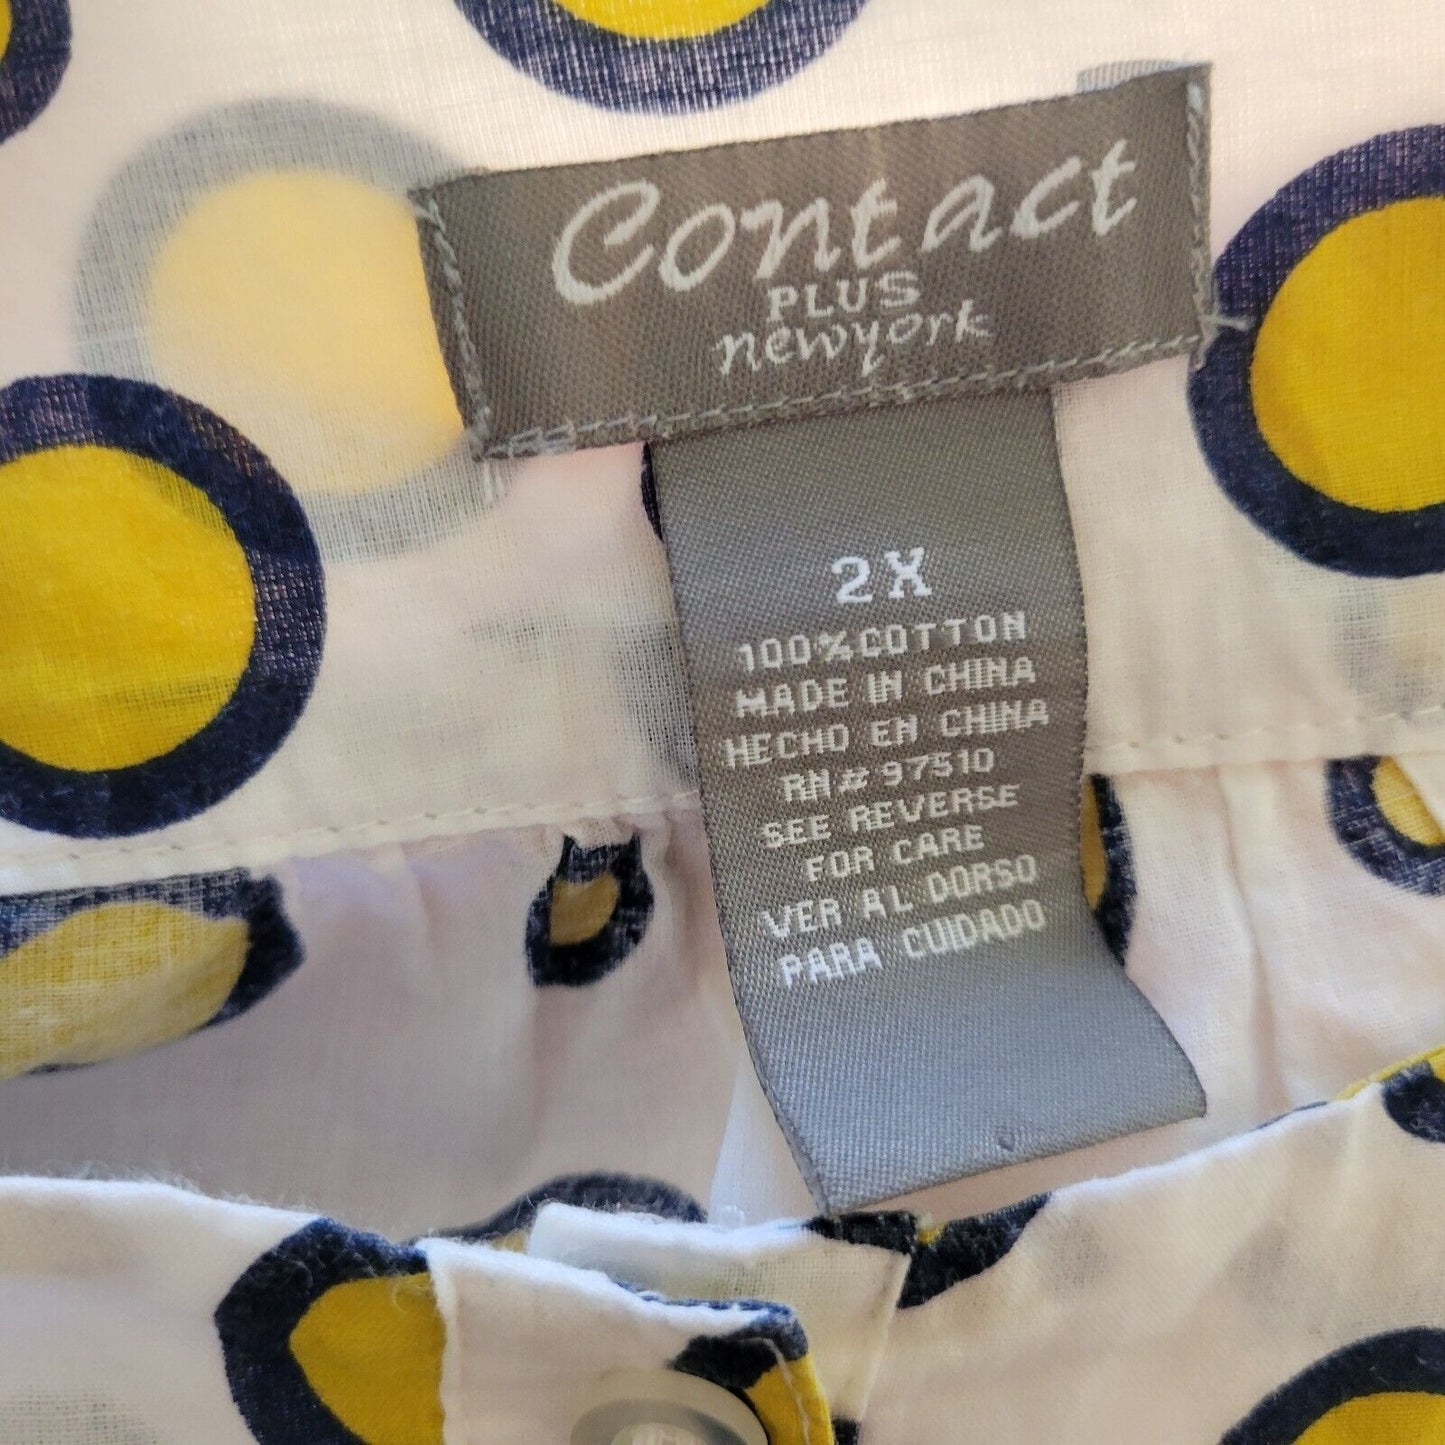 Contact
PLUS
newyork
2X
100%COTTON
MADE IN CHINA
HECHO EN CHINA
RN#97510
SEE REVERSE
FOR CARE
VER AL DORSO
PARA CUIDADO